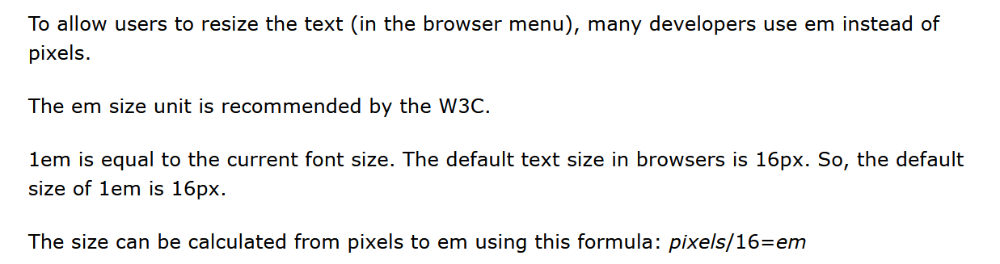 To allow users to resize the text (in the browser menu), many developers use em instead of
pixels.
The em size unit is recommended by the W3C.
1em is equal to the current font size. The default text size in browsers is 16px. So, the default
size of 1em is 16px.
The size can be calculated from pixels to em using this formula: pixels/16=em